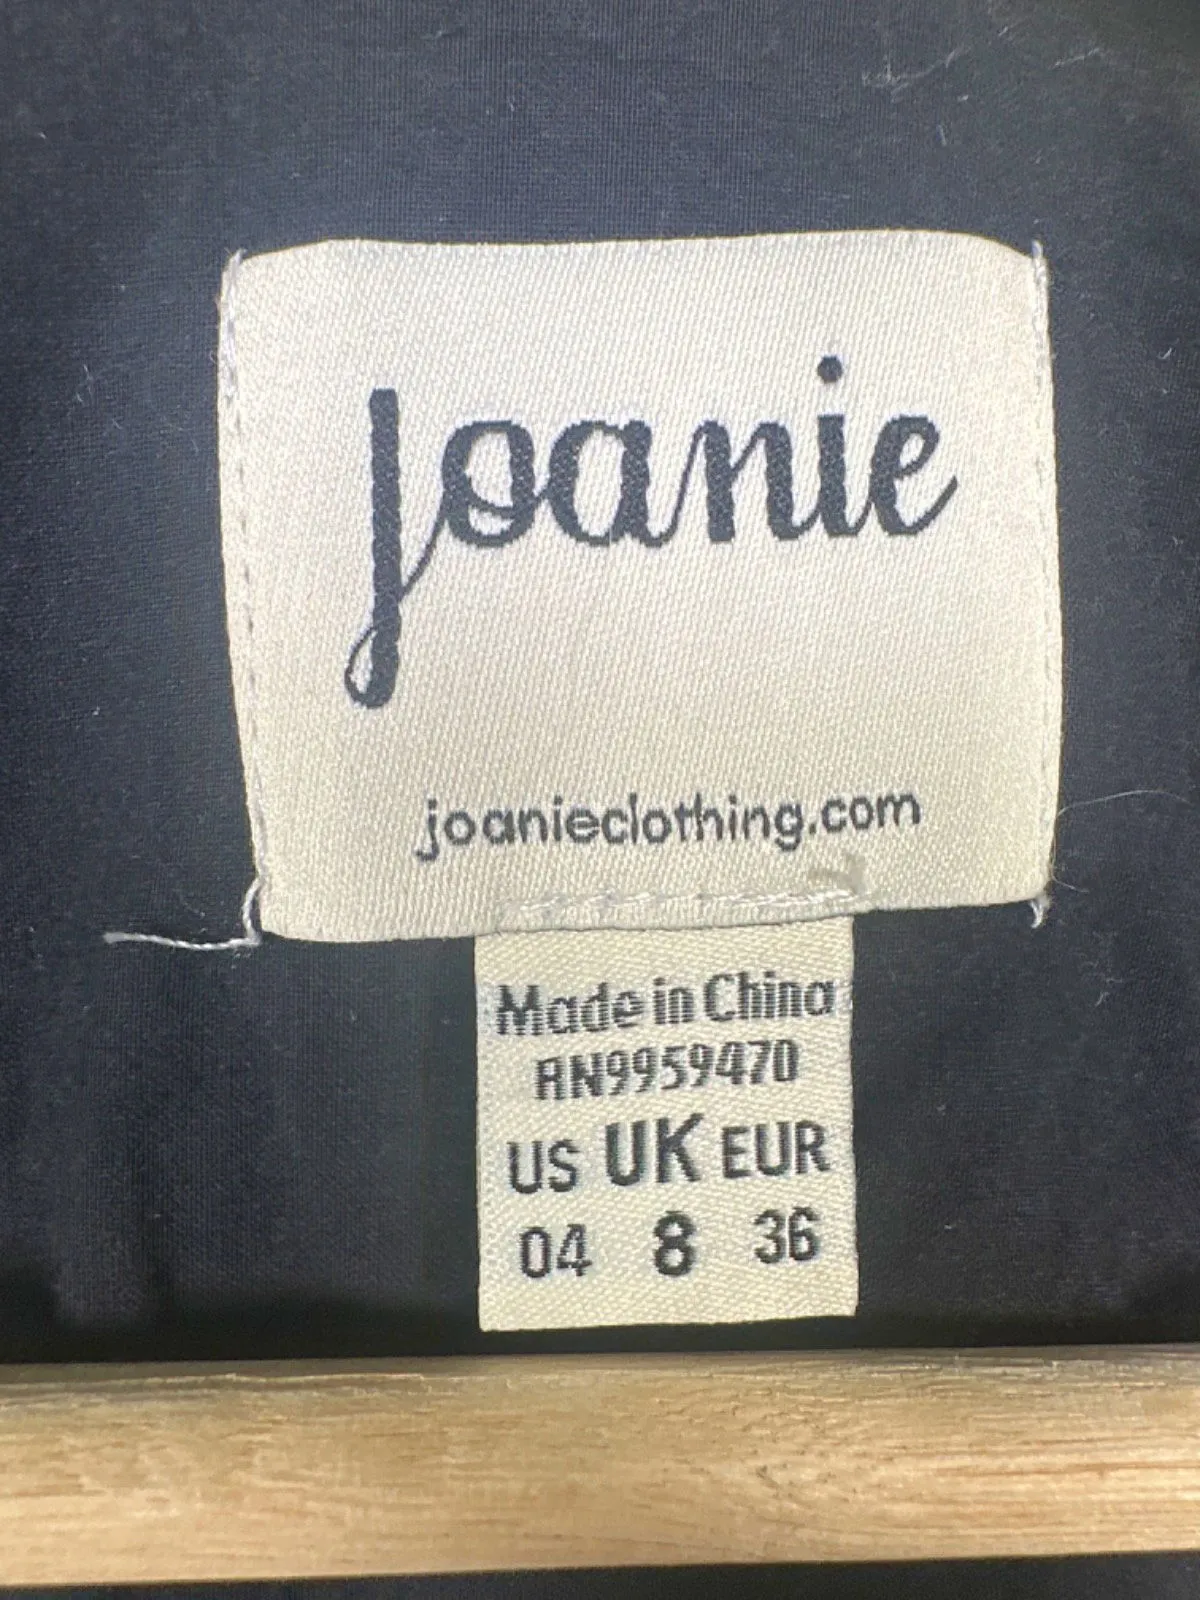 Joanie
joanieclothing.com
Made in China
RN9959470
US UK EUR
04 8 36